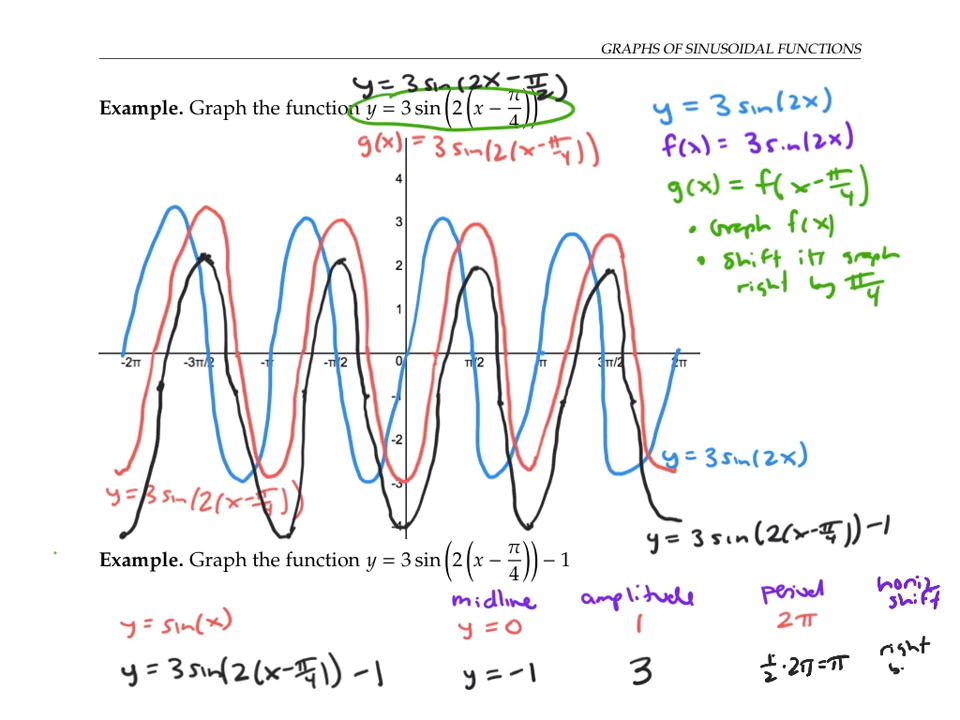 GRAPHS OF SINUSOIDAL FUNCTIONS
y = 3 sin(2x - π/2)
Example. Graph the function y = 3 sin(2(x − π/4))
g(x) = 3 sin(2(x-π/4))
y = 3 sin(2x)
f(x) = 3 sin(2x)
g(x) = f(x-π/4)
• Graph f(x)
• shift its graph
right by π/4
4
3
2
1
-2π -3π/2 -π -π/2 0 π/2 π 3π/2 2π
-1
-2
-3
-4
y = 3 sin(2x)
y = 3 sin(2(x-π/4))
y = 3 sin(2(x-π/4)) -1
Example. Graph the function y = 3 sin(2(x − π/4)) − 1
midline amplitude period horiz
shift
y = sin(x) y = 0 1 2π
y = 3 sin(2(x-π/4)) -1 y = -1 3 1/2 · 2π = π right